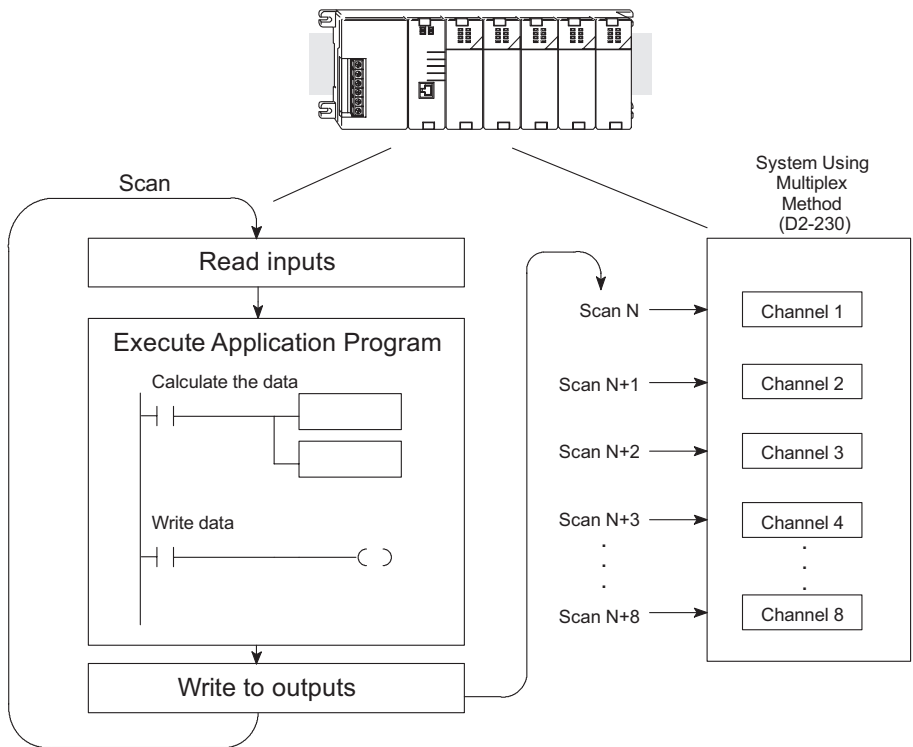 System Using
Multiplex
Method
(D2-230)
Scan
Read inputs
Execute Application Program
Calculate the data
Write data
Write to outputs
Scan N
Channel 1
Scan N+1
Channel 2
Scan N+2
Channel 3
Scan N+3
Channel 4
Scan N+8
Channel 8